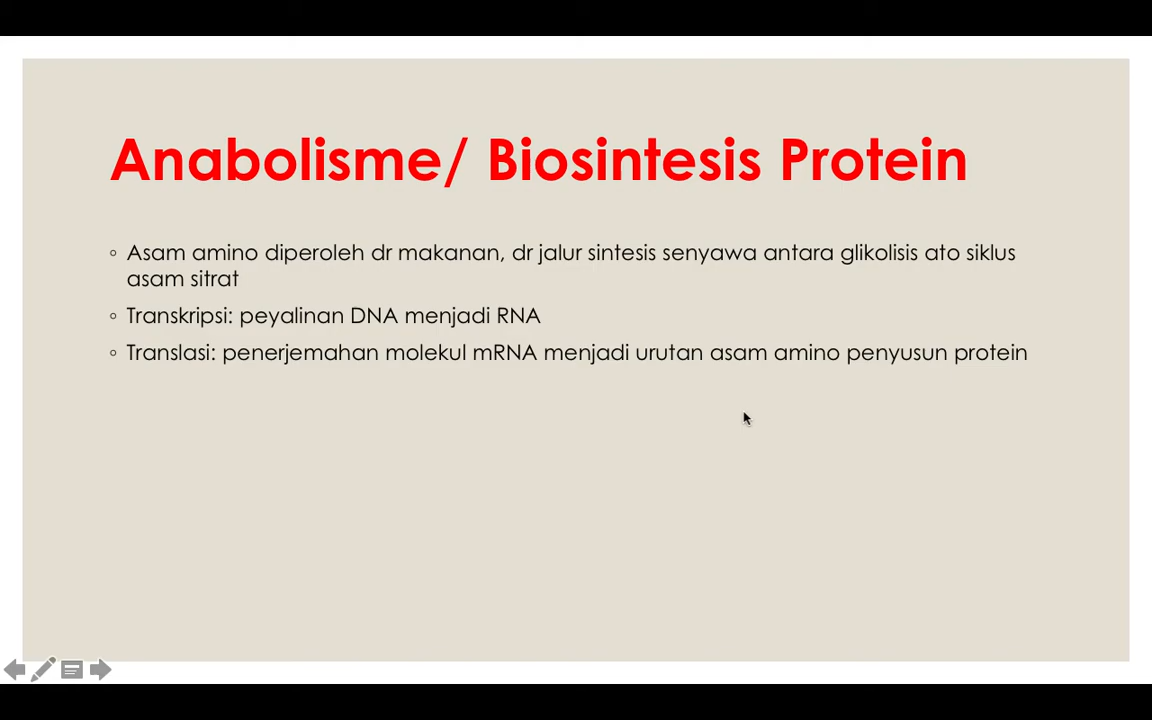 Anabolisme/ Biosintesis Protein
◦ Asam amino diperoleh dr makanan, dr jalur sintesis senyawa antara glikolisis ato siklus
asam sitrat
◦ Transkripsi: peyalinan DNA menjadi RNA
◦ Translasi: penerjemahan molekul mRNA menjadi urutan asam amino penyusun protein